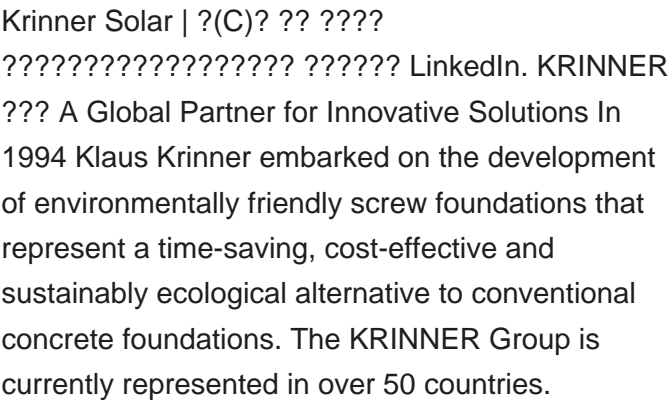 Krinner Solar | ?(C)? ?? ????
?????????????????? ?????? LinkedIn. KRINNER
??? A Global Partner for Innovative Solutions In
1994 Klaus Krinner embarked on the development
of environmentally friendly screw foundations that
represent a time-saving, cost-effective and
sustainably ecological alternative to conventional
concrete foundations. The KRINNER Group is
currently represented in over 50 countries.